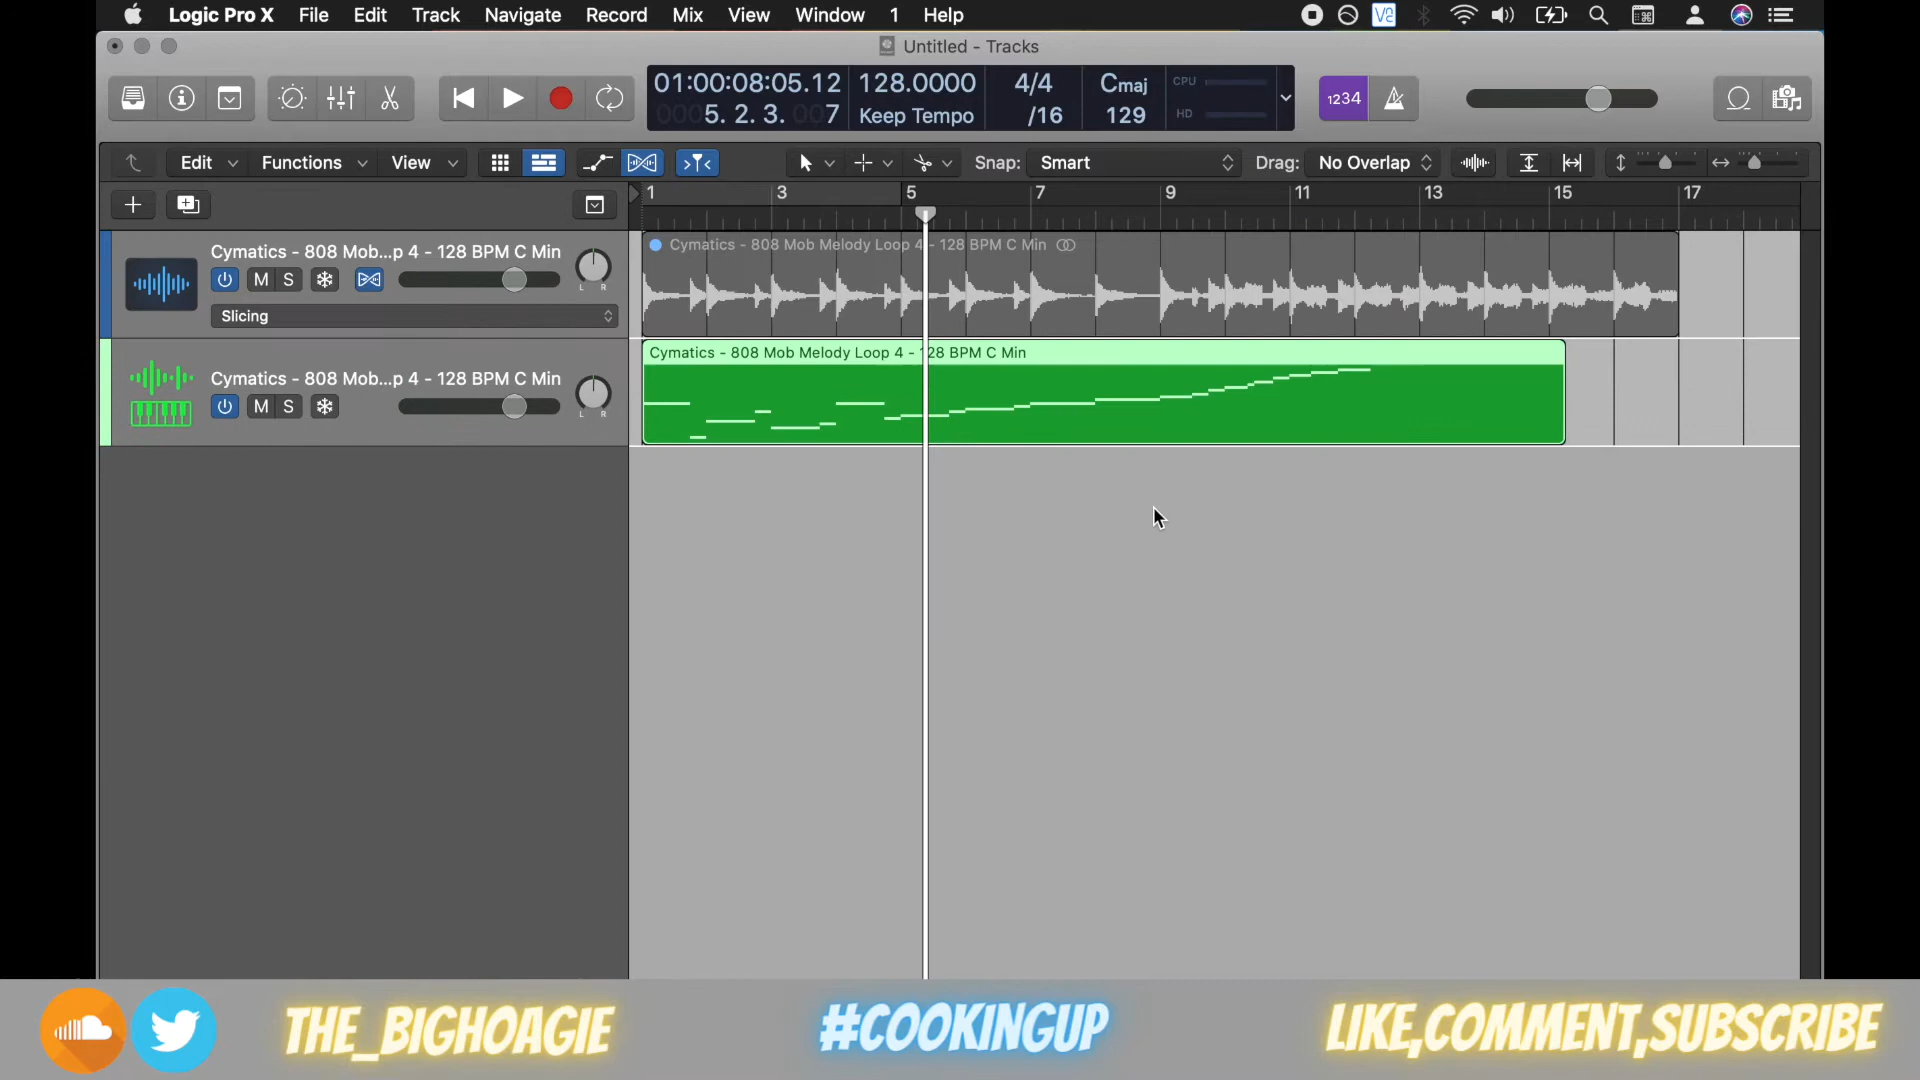 Logic Pro X File Edit Track Navigate Record Mix View Window 1 Help
Untitled - Tracks
01:00:08:05.12 128.0000 4/4 Cmaj CPU
0005. 2. 3. 007 Keep Tempo /16 129 HD
1234
Edit Functions View Snap: Smart Drag: No Overlap
1 3 5 7 9 11 13 15 17
Cymatics - 808 Mob...p 4 - 128 BPM C Min
M S
L R
Slicing
Cymatics - 808 Mob Melody Loop 4 - 128 BPM C Min
Cymatics - 808 Mob...p 4 - 128 BPM C Min
M S
L R
Cymatics - 808 Mob Melody Loop 4 - 128 BPM C Min
THE_BIGHOAGIE #COOKINGUP LIKE,COMMENT,SUBSCRIBE